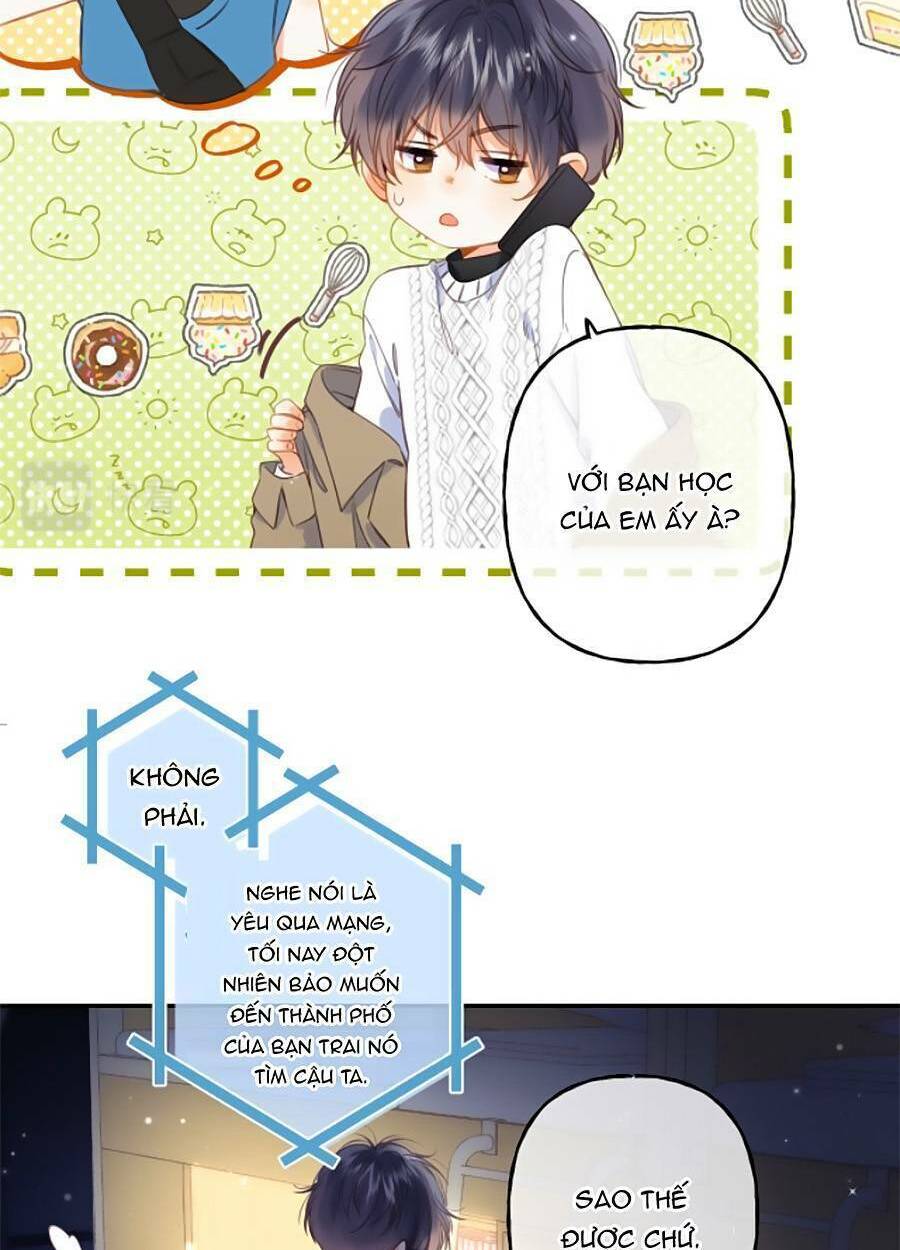 VỚI BẠN HỌC
CỦA EM ẤY À?
KHÔNG
PHẢI.
NGHE NÓI LÀ
YÊU QUA MẠNG,
TỐI NAY ĐỘT
NHIÊN BẢO MUỐN
ĐẾN THÀNH PHỐ
CỦA BẠN TRAI NÓ
TÌM CẬU TA.
SAO THẾ
ĐƯỢC CHỨ.